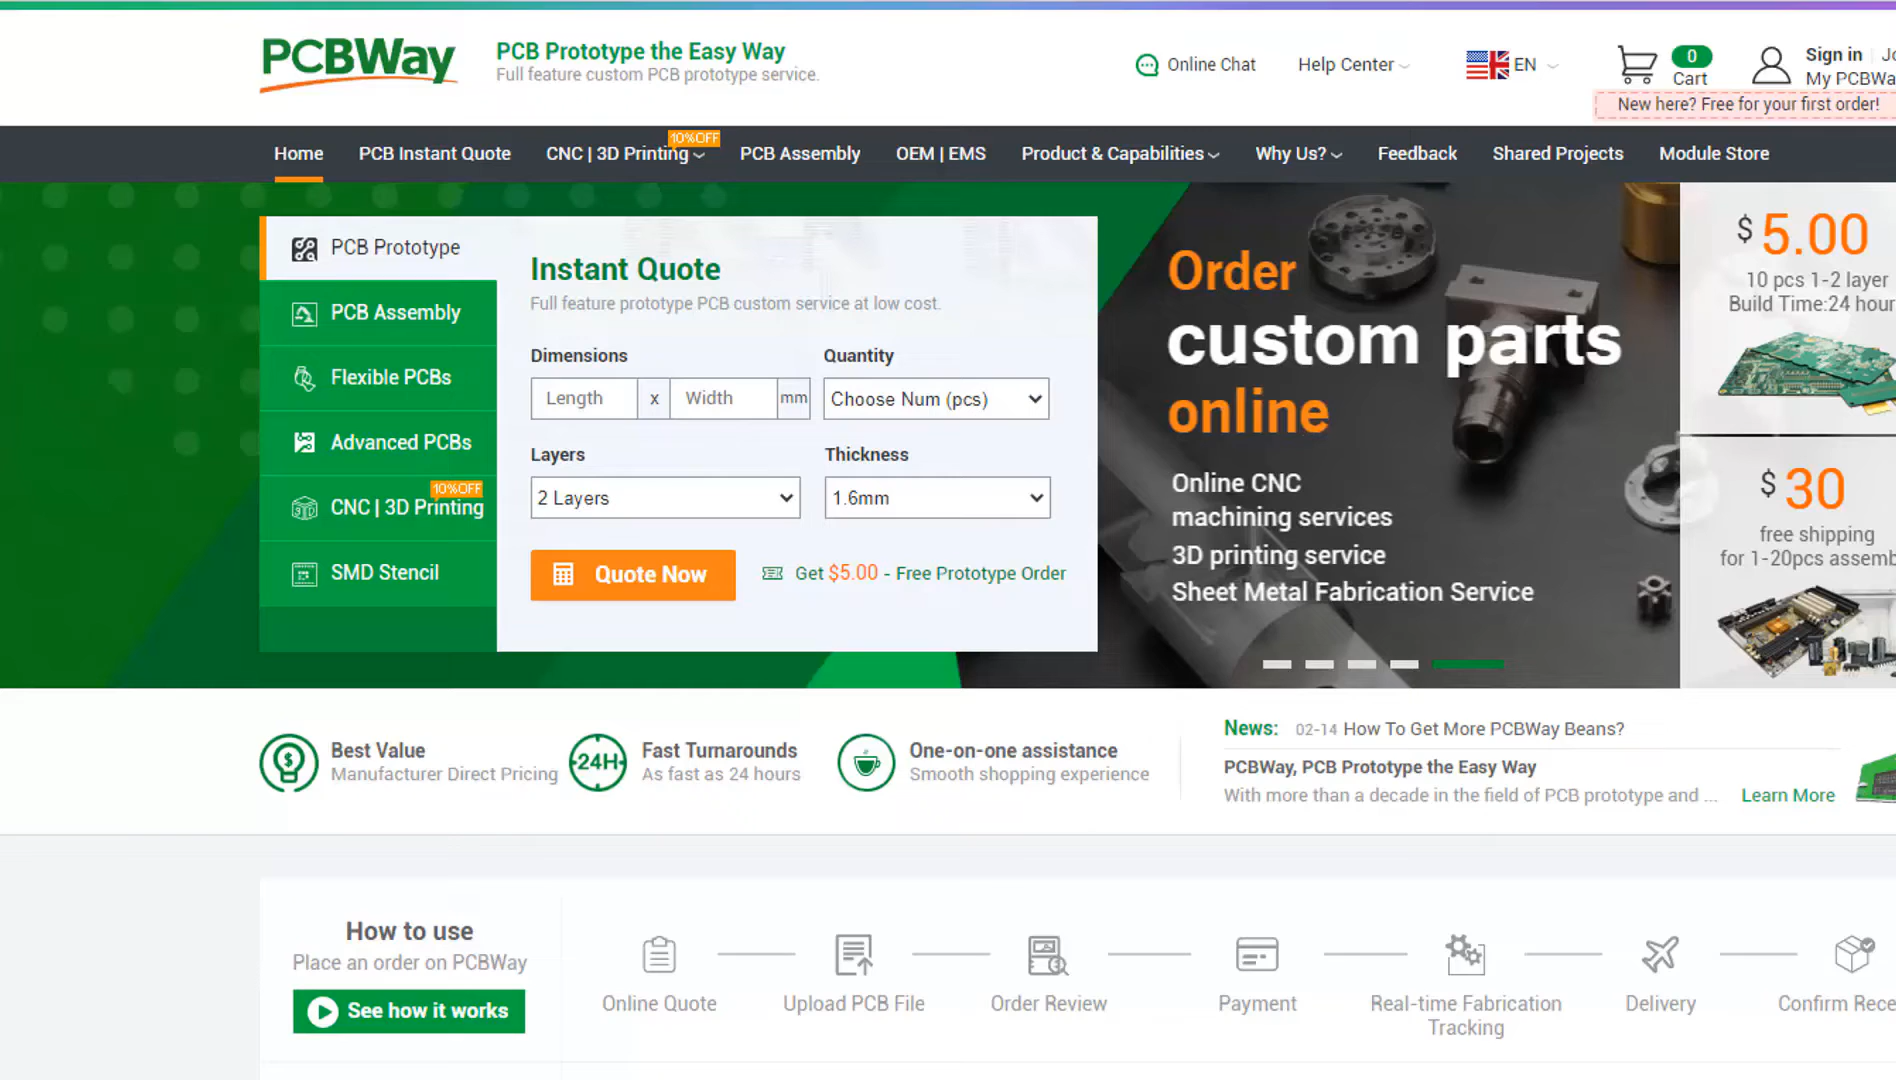 PCBWay
PCB Prototype the Easy Way
Full feature custom PCB prototype service.
Online Chat
Help Center
EN
0
Cart
Sign in
My PCBWa
New here? Free for your first order!
Home
PCB Instant Quote
CNC | 3D Printing
10%OFF
PCB Assembly
OEM | EMS
Product & Capabilities
Why Us?
Feedback
Shared Projects
Module Store
PCB Prototype
PCB Assembly
Flexible PCBs
Advanced PCBs
10%OFF
CNC | 3D Printing
SMD Stencil
Instant Quote
Full feature prototype PCB custom service at low cost.
Dimensions
Quantity
Length x Width mm
Choose Num (pcs)
Layers
Thickness
2 Layers
1.6mm
Quote Now
Get $5.00 - Free Prototype Order
Order
custom parts
online
Online CNC
machining services
3D printing service
Sheet Metal Fabrication Service
$5.00
10 pcs 1-2 layer
Build Time:24 hour
$30
free shipping
for 1-20pcs assemb
Best Value
Manufacturer Direct Pricing
24H
Fast Turnarounds
As fast as 24 hours
One-on-one assistance
Smooth shopping experience
News: 02-14 How To Get More PCBWay Beans?
PCBWay, PCB Prototype the Easy Way
With more than a decade in the field of PCB prototype and ... Learn More
How to use
Place an order on PCBWay
See how it works
Online Quote
Upload PCB File
Order Review
Payment
Real-time Fabrication
Tracking
Delivery
Confirm Rece